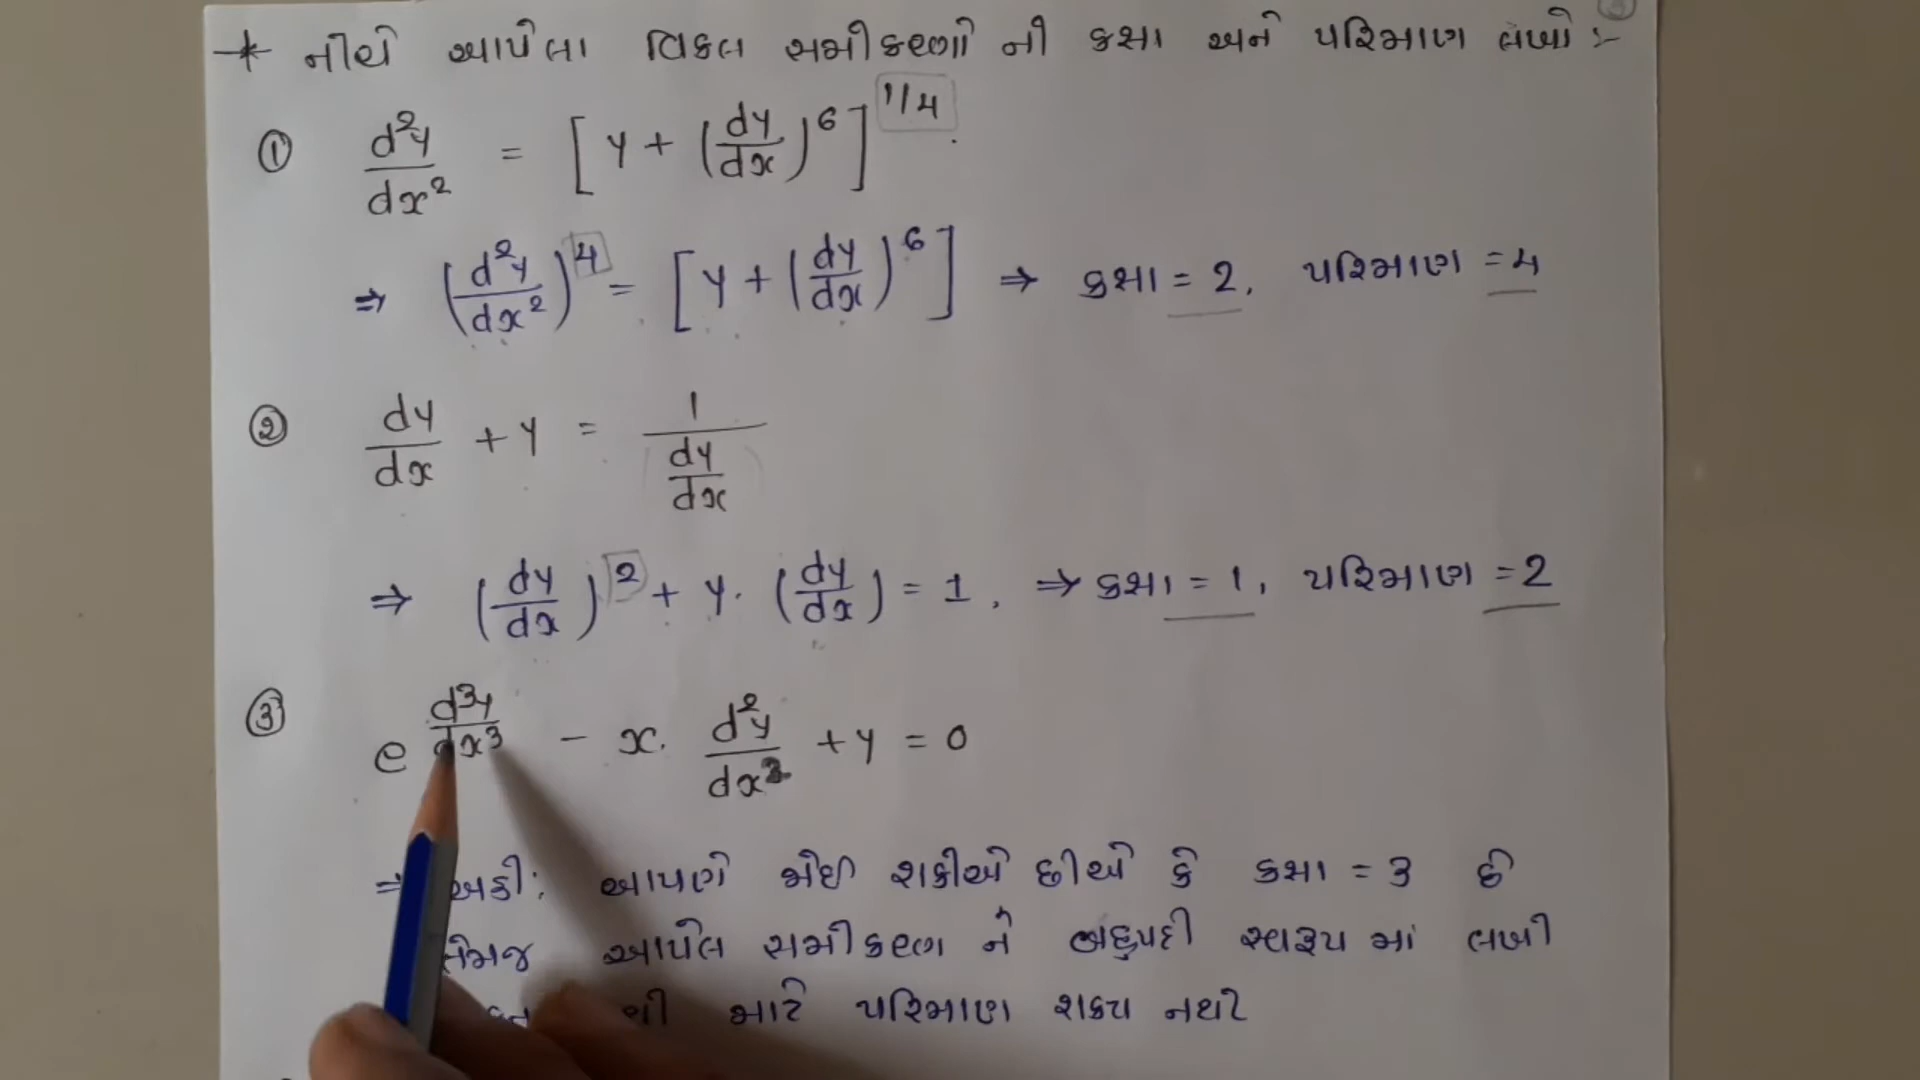 * નીચે આપેલા વિકલ સમીકરણો ની કક્ષા અને પરિમાણ લખો :-
① d²y/dx² = [y + (dy/dx)⁶]^1/4 .
⇒ (d²y/dx²)⁴ = [y + (dy/dx)⁶] ⇒ કક્ષા = 2, પરિમાણ = 4
② dy/dx + y = 1/(dy/dx)
⇒ (dy/dx)² + y. (dy/dx) = 1, ⇒ કક્ષા = 1, પરિમાણ = 2
③ e^(d³y/dx³) - x. d²y/dx² + y = 0
⇒ અહી: આપણે જોઈ શકીએ છીએ કે કક્ષા = 3 છે
તેમજ આપેલ સમીકરણ ને બહુપદી સ્વરૂપ માં લખી
માટે પરિમાણ શક્ય નથી